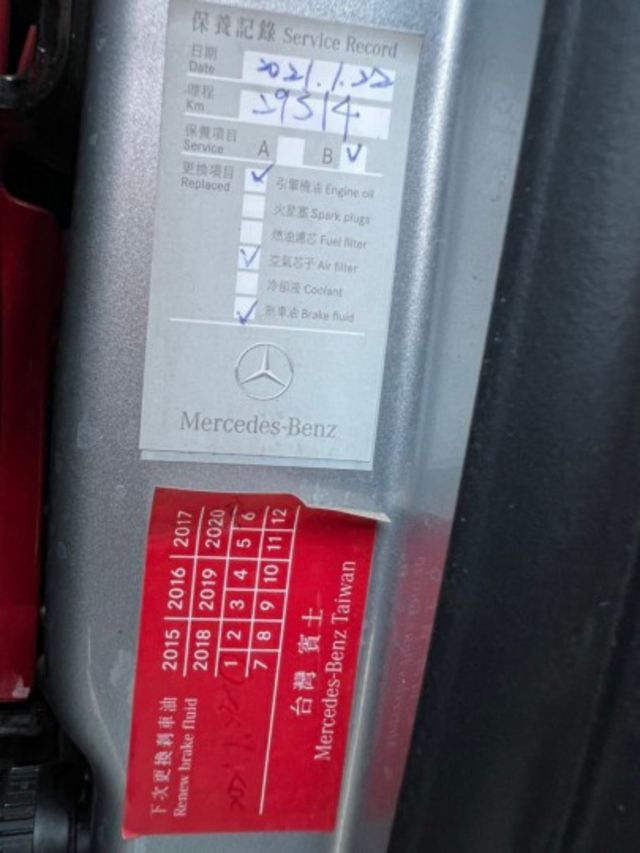 保養記錄 Service Record
日期
Date 2021.1.22
哩程
Km 29514
保養項目
Service A B ✓
更換項目
Replaced
✓ 引擎機油 Engine oil
火星塞 Spark plugs
燃油濾芯 Fuel filter
✓ 空氣芯子 Air filter
冷卻液 Coolant
✓ 刹車油 Brake fluid
Mercedes-Benz
下次更換刹車油
Renew brake fluid
2015 2016 2017
2018 2019 2020
1 2 3 4 5 6
7 8 9 10 11 12
台灣 賓士
Mercedes-Benz Taiwan